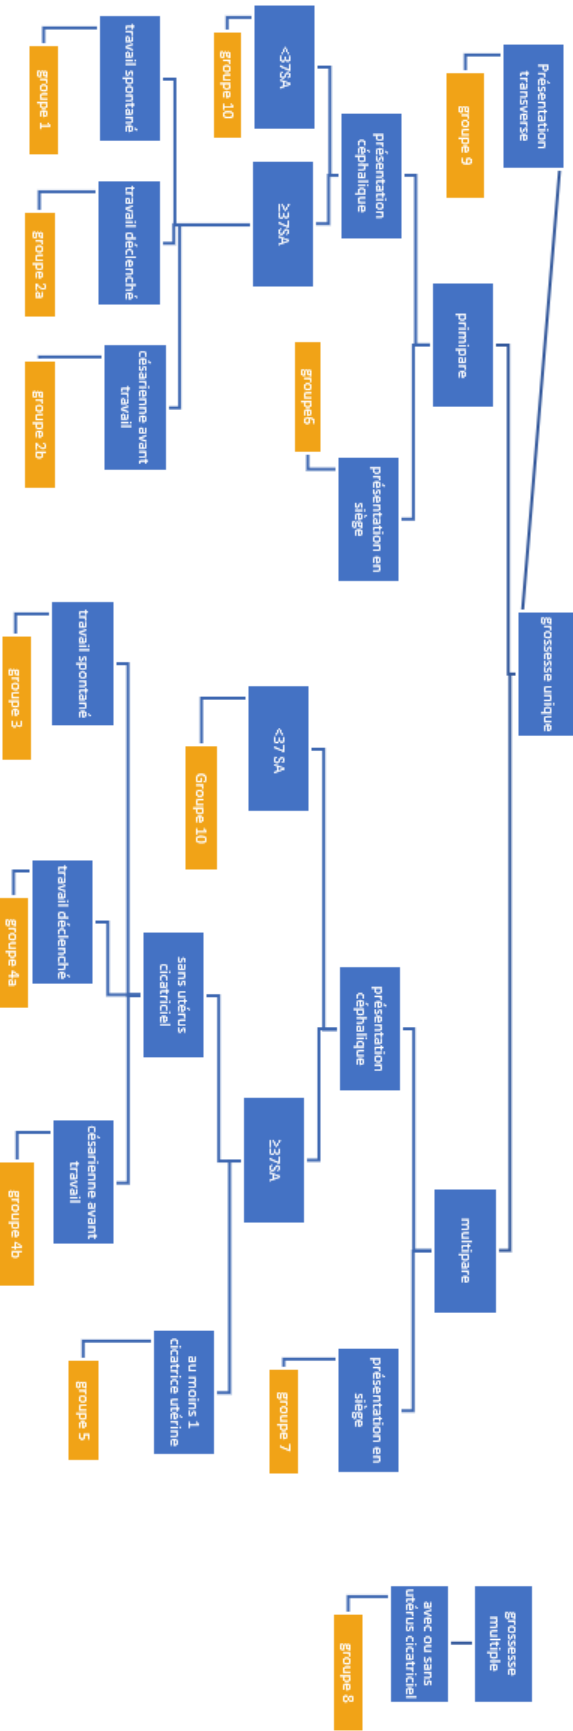 grossesse unique
grossesse
multiple
Présentation
transverse
groupe 9
primipare
multipare
avec ou sans
utérus cicatriciel
groupe 8
présentation
céphalique
présentation en
siège
groupe6
présentation
céphalique
présentation en
siège
groupe 7
<37SA
groupe 10
≥37SA
<37 SA
Groupe 10
≥37SA
travail spontané
groupe 1
travail déclenché
groupe 2a
césarienne avant
travail
groupe 2b
sans utérus
cicatriciel
au moins 1
cicatrice utérine
groupe 5
travail spontané
groupe 3
travail déclenché
groupe 4a
césarienne avant
travail
groupe 4b